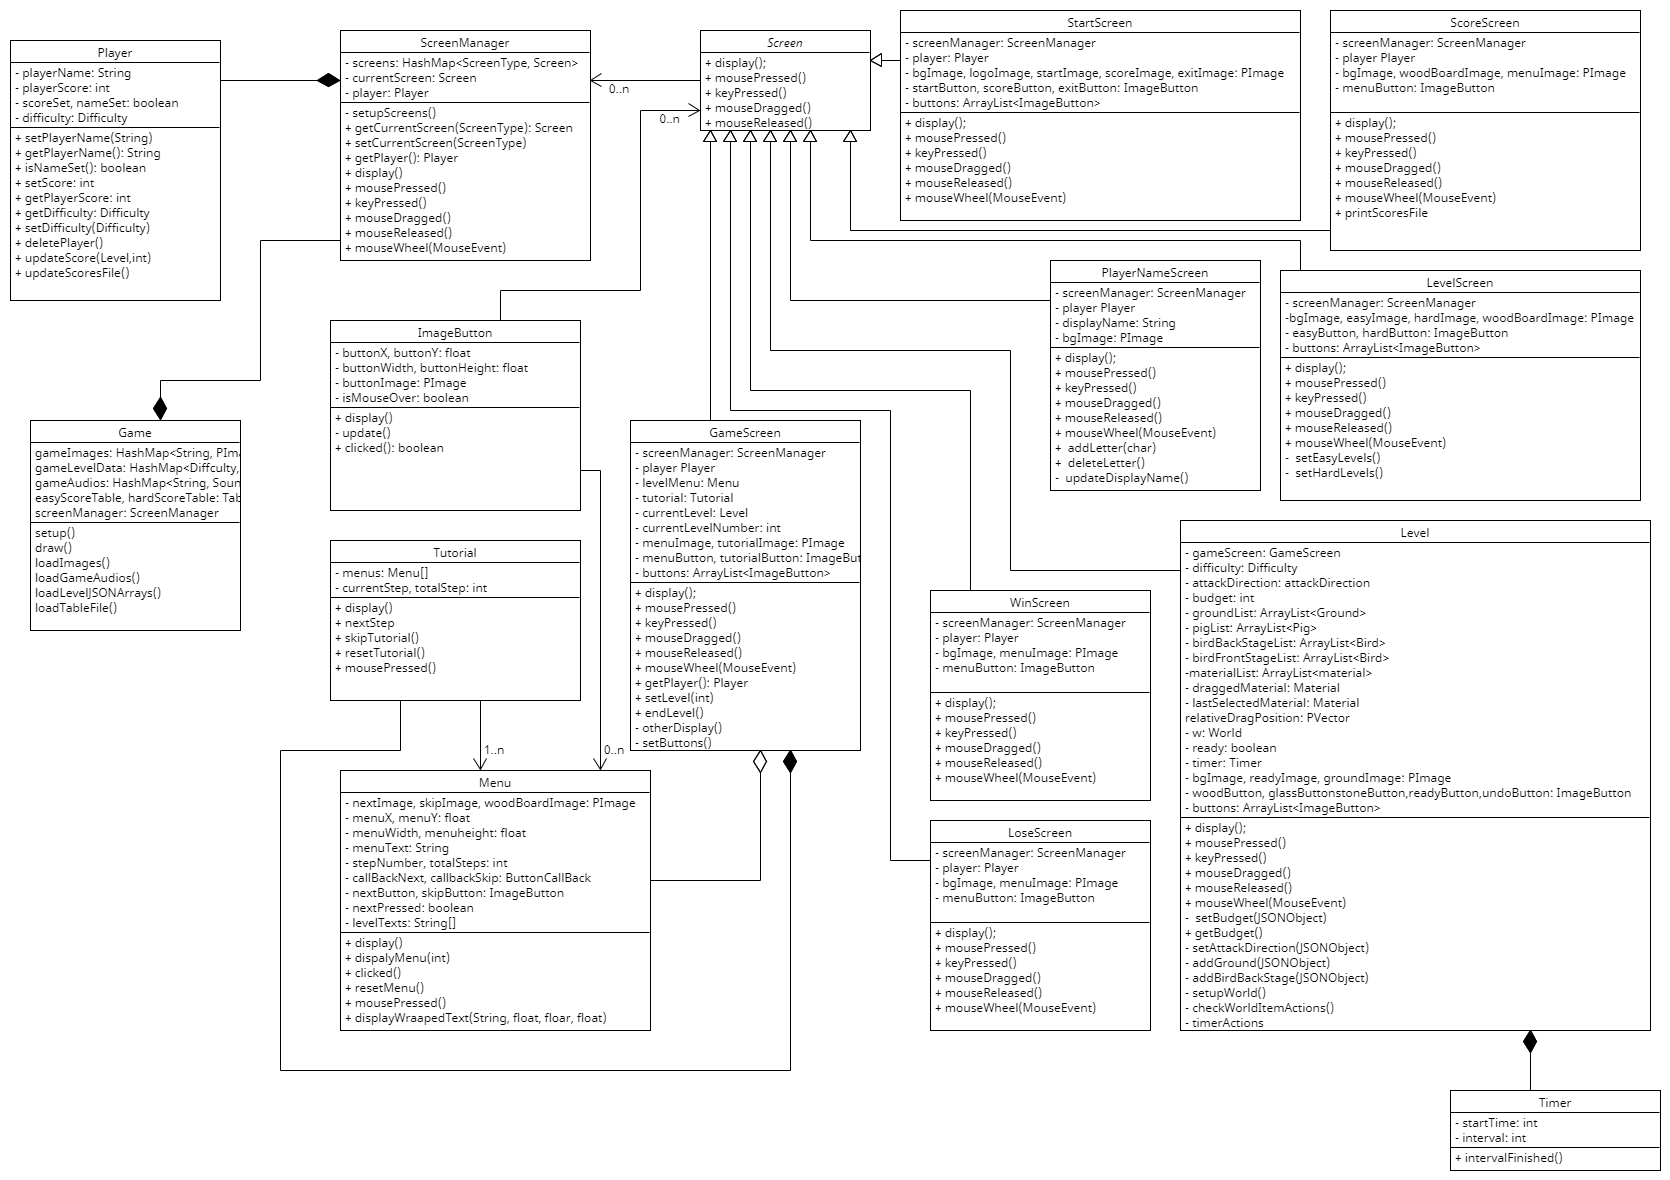 Player
- playerName: String
- playerScore: int
- scoreSet, nameSet: boolean
- difficulty: Difficulty
+ setPlayerName(String)
+ getPlayerName(): String
+ isNameSet(): boolean
+ setScore: int
+ getPlayerScore: int
+ getDifficulty: Difficulty
+ setDifficulty(Difficulty)
+ deletePlayer()
+ updateScore(Level,int)
+ updateScoresFile()
ScreenManager
- screens: HashMap<ScreenType, Screen>
- currentScreen: Screen
- player: Player
- setupScreens()
+ getCurrentScreen(ScreenType): Screen
+ setCurrentScreen(ScreenType)
+ getPlayer(): Player
+ display()
+ mousePressed()
+ keyPressed()
+ mouseDragged()
+ mouseReleased()
+ mouseWheel(MouseEvent)
0..n
0..n
Screen
+ display();
+ mousePressed()
+ keyPressed()
+ mouseDragged()
+ mouseReleased()
StartScreen
- screenManager: ScreenManager
- player: Player
- bgImage, logoImage, startImage, scoreImage, exitImage: PImage
- startButton, scoreButton, exitButton: ImageButton
- buttons: ArrayList<ImageButton>
+ display();
+ mousePressed()
+ keyPressed()
+ mouseDragged()
+ mouseReleased()
+ mouseWheel(MouseEvent)
ScoreScreen
- screenManager: ScreenManager
- player Player
- bgImage, woodBoardImage, menuImage: PImage
- menuButton: ImageButton
+ display();
+ mousePressed()
+ keyPressed()
+ mouseDragged()
+ mouseReleased()
+ mouseWheel(MouseEvent)
+ printScoresFile
PlayerNameScreen
- screenManager: ScreenManager
- player Player
- displayName: String
- bgImage: PImage
+ display();
+ mousePressed()
+ keyPressed()
+ mouseDragged()
+ mouseReleased()
+ mouseWheel(MouseEvent)
+ addLetter(char)
+ deleteLetter()
- updateDisplayName()
LevelScreen
- screenManager: ScreenManager
-bgImage, easyImage, hardImage, woodBoardImage: PImage
- easyButton, hardButton: ImageButton
- buttons: ArrayList<ImageButton>
+ display();
+ mousePressed()
+ keyPressed()
+ mouseDragged()
+ mouseReleased()
+ mouseWheel(MouseEvent)
- setEasyLevels()
- setHardLevels()
ImageButton
- buttonX, buttonY: float
- buttonWidth, buttonHeight: float
- buttonImage: PImage
- isMouseOver: boolean
+ display()
- update()
+ clicked(): boolean
Game
gameImages: HashMap<String, PIma
gameLevelData: HashMap<Diffculty,
gameAudios: HashMap<String, Soun
easyScoreTable, hardScoreTable: Tab
screenManager: ScreenManager
setup()
draw()
loadImages()
loadGameAudios()
loadLevelJSONArrays()
loadTableFile()
Tutorial
- menus: Menu[]
- currentStep, totalStep: int
+ display()
+ nextStep
+ skipTutorial()
+ resetTutorial()
+ mousePressed()
1..n
0..n
GameScreen
- screenManager: ScreenManager
- player Player
- levelMenu: Menu
- tutorial: Tutorial
- currentLevel: Level
- currentLevelNumber: int
- menuImage, tutorialImage: PImage
- menuButton, tutorialButton: ImageBut
- buttons: ArrayList<ImageButton>
+ display();
+ mousePressed()
+ keyPressed()
+ mouseDragged()
+ mouseReleased()
+ mouseWheel(MouseEvent)
+ getPlayer(): Player
+ setLevel(int)
+ endLevel()
- otherDisplay()
- setButtons()
Menu
- nextImage, skipImage, woodBoardImage: PImage
- menuX, menuY: float
- menuWidth, menuheight: float
- menuText: String
- stepNumber, totalSteps: int
- callBackNext, callbackSkip: ButtonCallBack
- nextButton, skipButton: ImageButton
- nextPressed: boolean
- levelTexts: String[]
+ display()
+ dispalyMenu(int)
+ clicked()
+ resetMenu()
+ mousePressed()
+ displayWraapedText(String, float, floar, float)
WinScreen
- screenManager: ScreenManager
- player: Player
- bgImage, menuImage: PImage
- menuButton: ImageButton
+ display();
+ mousePressed()
+ keyPressed()
+ mouseDragged()
+ mouseReleased()
+ mouseWheel(MouseEvent)
LoseScreen
- screenManager: ScreenManager
- player: Player
- bgImage, menuImage: PImage
- menuButton: ImageButton
+ display();
+ mousePressed()
+ keyPressed()
+ mouseDragged()
+ mouseReleased()
+ mouseWheel(MouseEvent)
Level
- gameScreen: GameScreen
- difficulty: Difficulty
- attackDirection: attackDirection
- budget: int
- groundList: ArrayList<Ground>
- pigList: ArrayList<Pig>
- birdBackStageList: ArrayList<Bird>
- birdFrontStageList: ArrayList<Bird>
-materialList: ArrayList<material>
- draggedMaterial: Material
- lastSelectedMaterial: Material
relativeDragPosition: PVector
- w: World
- ready: boolean
- timer: Timer
- bgImage, readyImage, groundImage: PImage
- woodButton, glassButtonstoneButton,readyButton,undoButton: ImageButton
- buttons: ArrayList<ImageButton>
+ display();
+ mousePressed()
+ keyPressed()
+ mouseDragged()
+ mouseReleased()
+ mouseWheel(MouseEvent)
- setBudget(JSONObject)
+ getBudget()
- setAttackDirection(JSONObject)
- addGround(JSONObject)
- addBirdBackStage(JSONObject)
- setupWorld()
- checkWorldItemActions()
- timerActions
Timer
- startTime: int
- interval: int
+ intervalFinished()